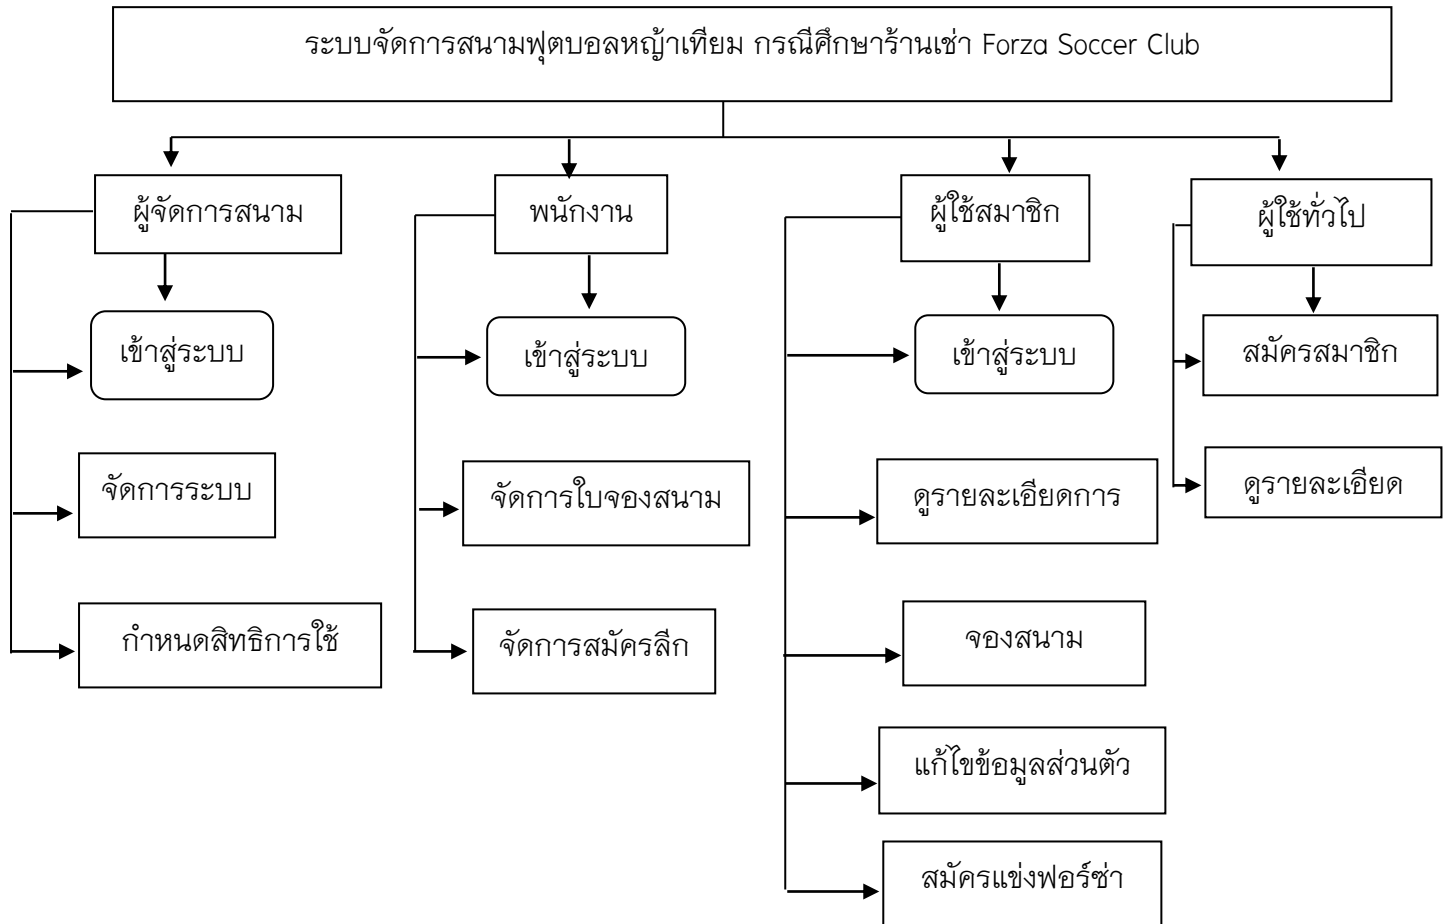 ระบบจัดการสนามฟุตบอลหญ้าเทียม กรณีศึกษาร้านเช่า Forza Soccer Club
ผู้จัดการสนาม
พนักงาน
ผู้ใช้สมาชิก
ผู้ใช้ทั่วไป
เข้าสู่ระบบ
เข้าสู่ระบบ
เข้าสู่ระบบ
สมัครสมาชิก
จัดการระบบ
จัดการใบจองสนาม
ดูรายละเอียดการ
ดูรายละเอียด
กำหนดสิทธิการใช้
จัดการสมัครลีก
จองสนาม
แก้ไขข้อมูลส่วนตัว
สมัครแข่งฟอร์ซ่า